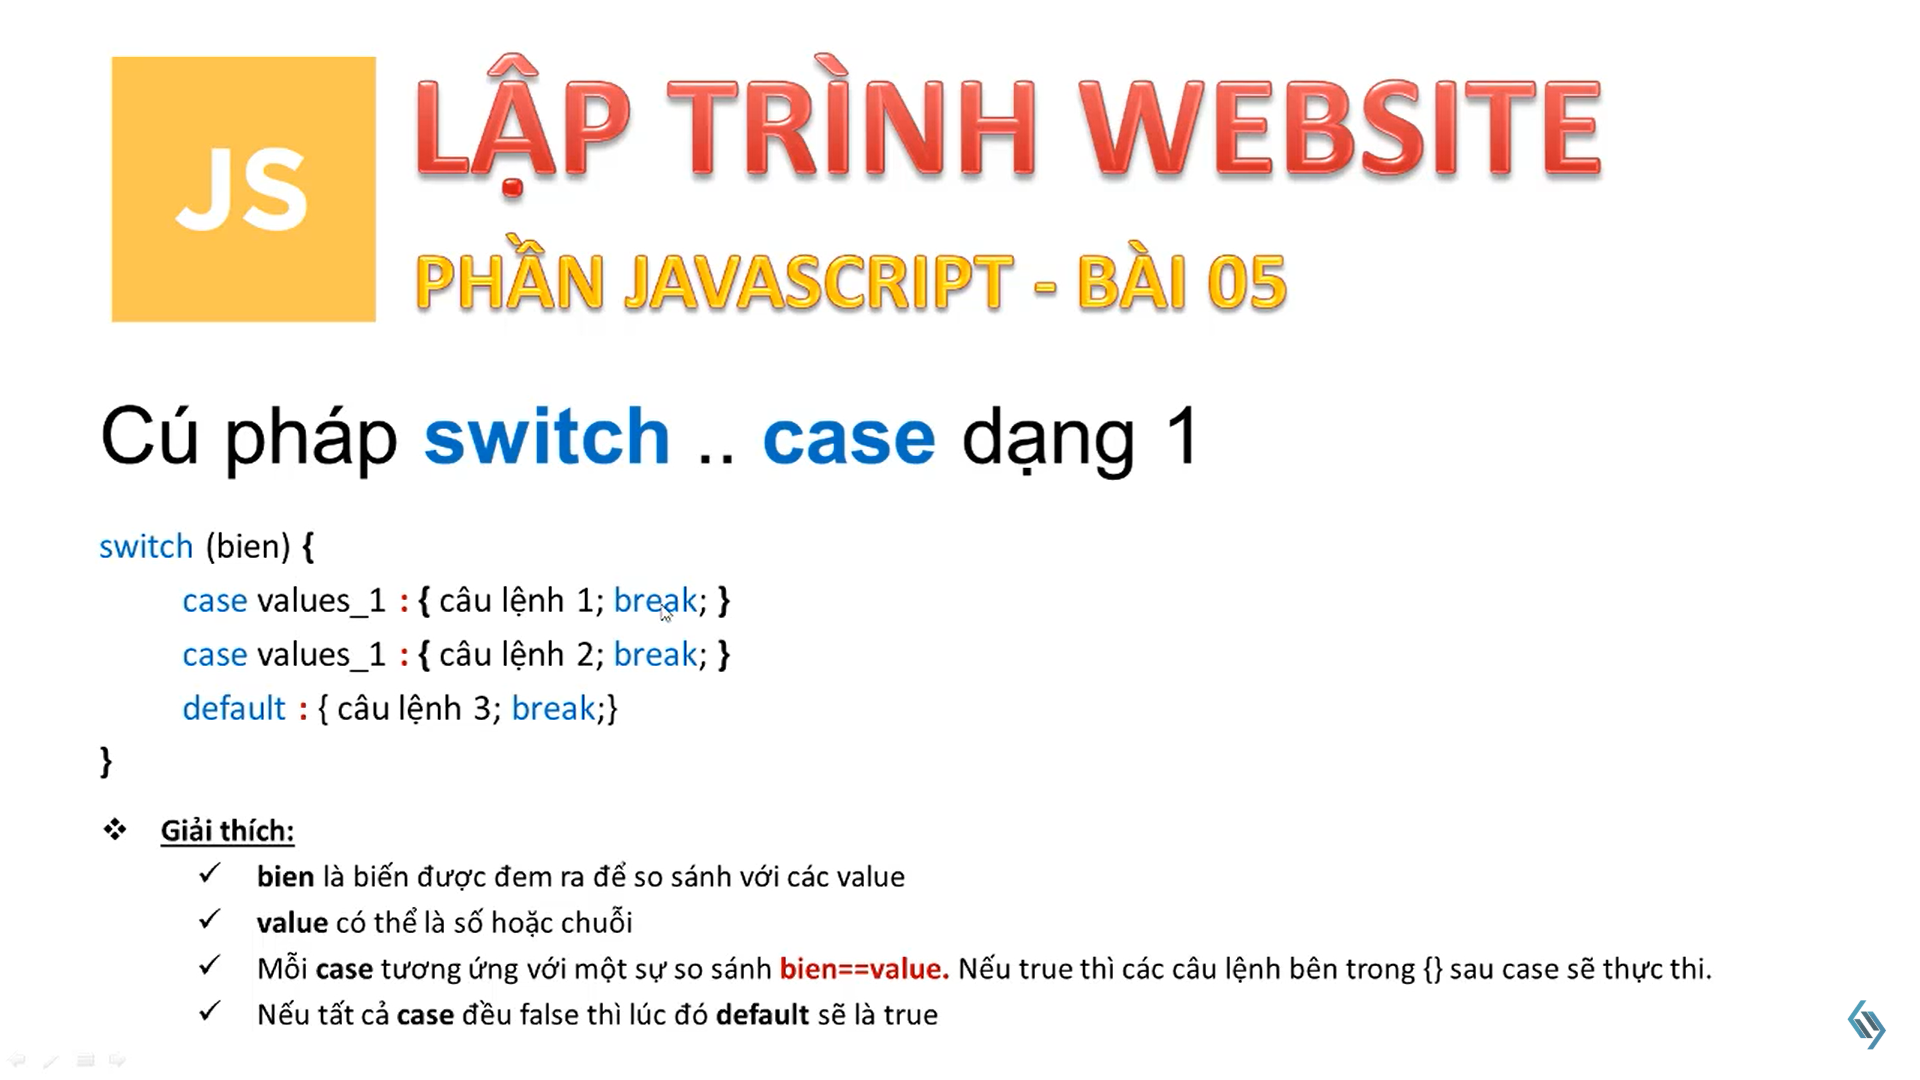 JS
LẬP TRÌNH WEBSITE
PHẦN JAVASCRIPT - BÀI 05
Cú pháp switch .. case dạng 1
switch (bien) {
case values_1 : { câu lệnh 1; break; }
case values_1 : { câu lệnh 2; break; }
default : { câu lệnh 3; break;}
}
Giải thích:
bien là biến được đem ra để so sánh với các value
value có thể là số hoặc chuỗi
Mỗi case tương ứng với một sự so sánh bien==value. Nếu true thì các câu lệnh bên trong {} sau case sẽ thực thi.
Nếu tất cả case đều false thì lúc đó default sẽ là true